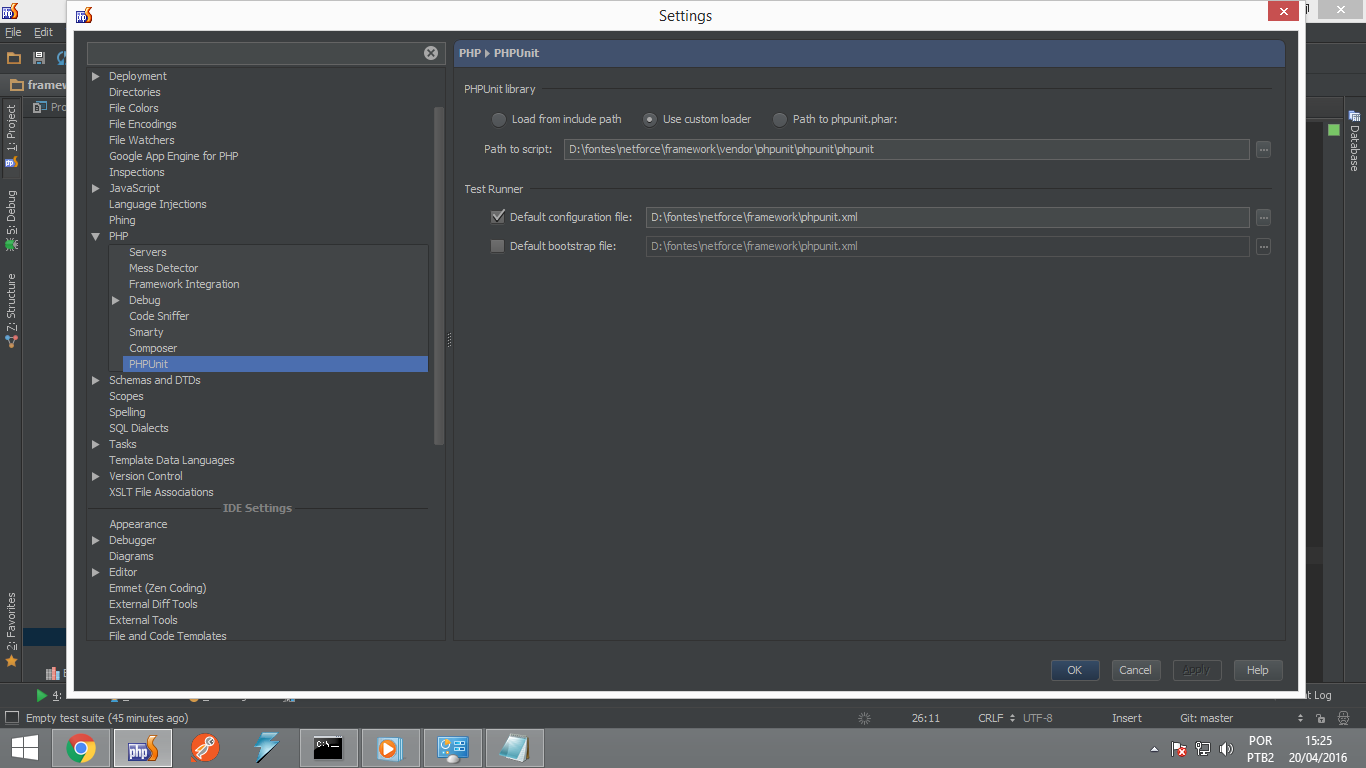 Settings
File Edit
framew
Pro
1: Project
5: Debug
Z: Structure
2: Favorites
Deployment
Directories
File Colors
File Encodings
File Watchers
Google App Engine for PHP
Inspections
JavaScript
Language Injections
Phing
PHP
Servers
Mess Detector
Framework Integration
Debug
Code Sniffer
Smarty
Composer
PHPUnit
Schemas and DTDs
Scopes
Spelling
SQL Dialects
Tasks
Template Data Languages
Version Control
XSLT File Associations
IDE Settings
Appearance
Debugger
Diagrams
Editor
Emmet (Zen Coding)
External Diff Tools
External Tools
File and Code Templates
PHP PHPUnit
PHPUnit library
Load from include path Use custom loader Path to phpunit.phar:
Path to script: D:\fontes\netforce\framework\vendor\phpunit\phpunit\phpunit ...
Test Runner
Default configuration file: D:\fontes\netforce\framework\phpunit.xml ...
Default bootstrap file: D:\fontes\netforce\framework\phpunit.xml ...
OK Cancel Apply Help
Database
4: t Log
Empty test suite (45 minutes ago) 26:11 CRLF UTF-8 Insert Git: master
php C:\
POR 15:25
PTB2 20/04/2016